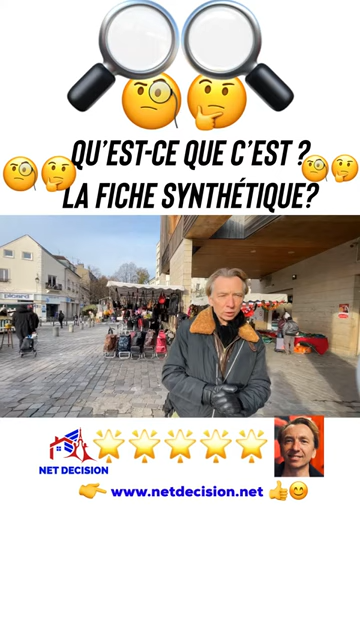 QU'EST-CE QUE C'EST ?
LA FICHE SYNTHÉTIQUE?
NET DECISION
www.netdecision.net